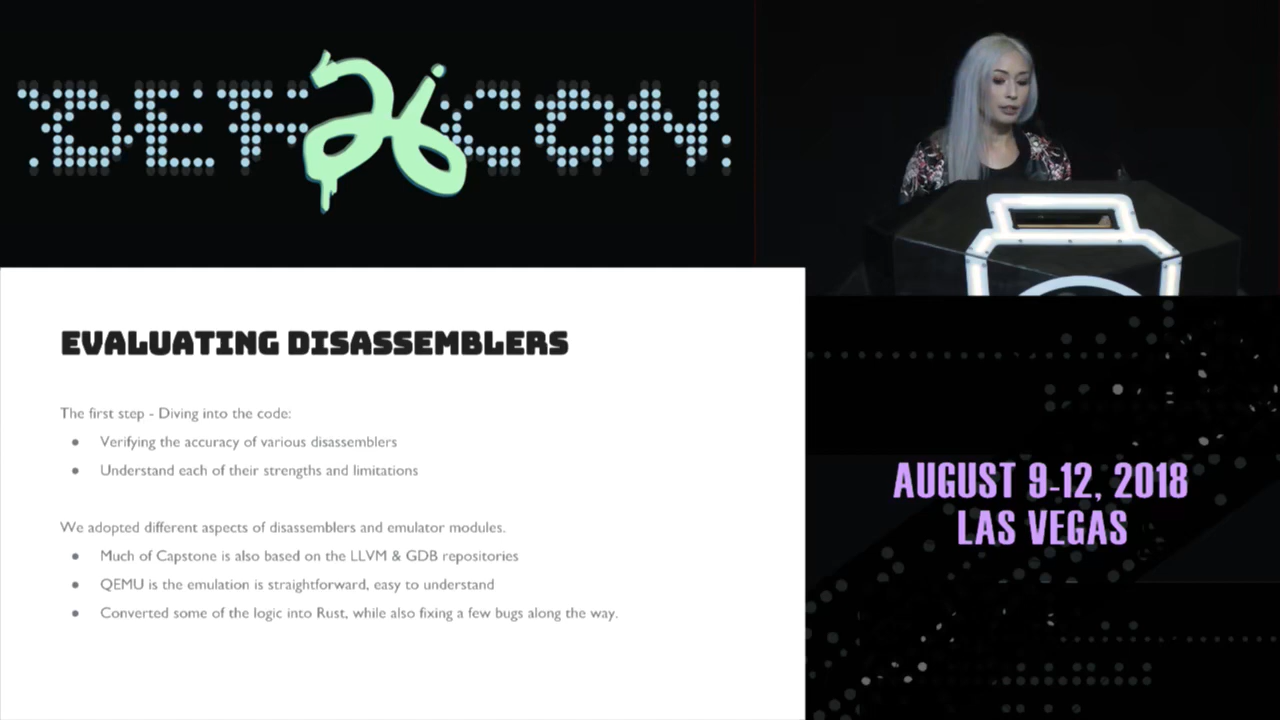 DEF 26 CON
EVALUATING DISASSEMBLERS
The first step - Diving into the code:
• Verifying the accuracy of various disassemblers
• Understand each of their strengths and limitations
We adopted different aspects of disassemblers and emulator modules.
• Much of Capstone is also based on the LLVM & GDB repositories
• QEMU is the emulation is straightforward, easy to understand
• Converted some of the logic into Rust, while also fixing a few bugs along the way.
AUGUST 9-12, 2018
LAS VEGAS